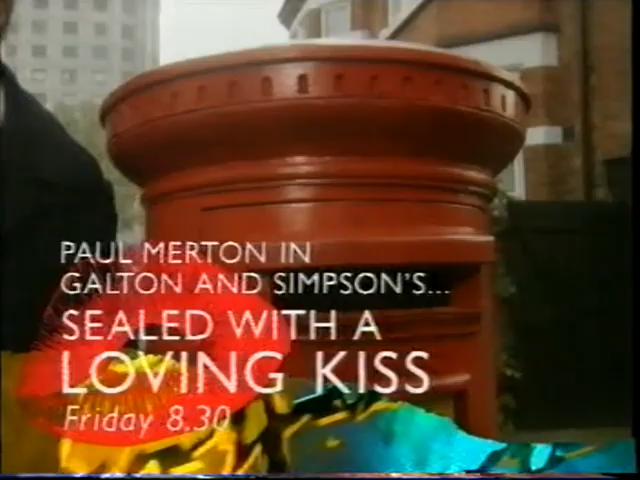 PAUL MERTON IN
GALTON AND SIMPSON'S...
SEALED WITH A
LOVING KISS
Friday 8.30